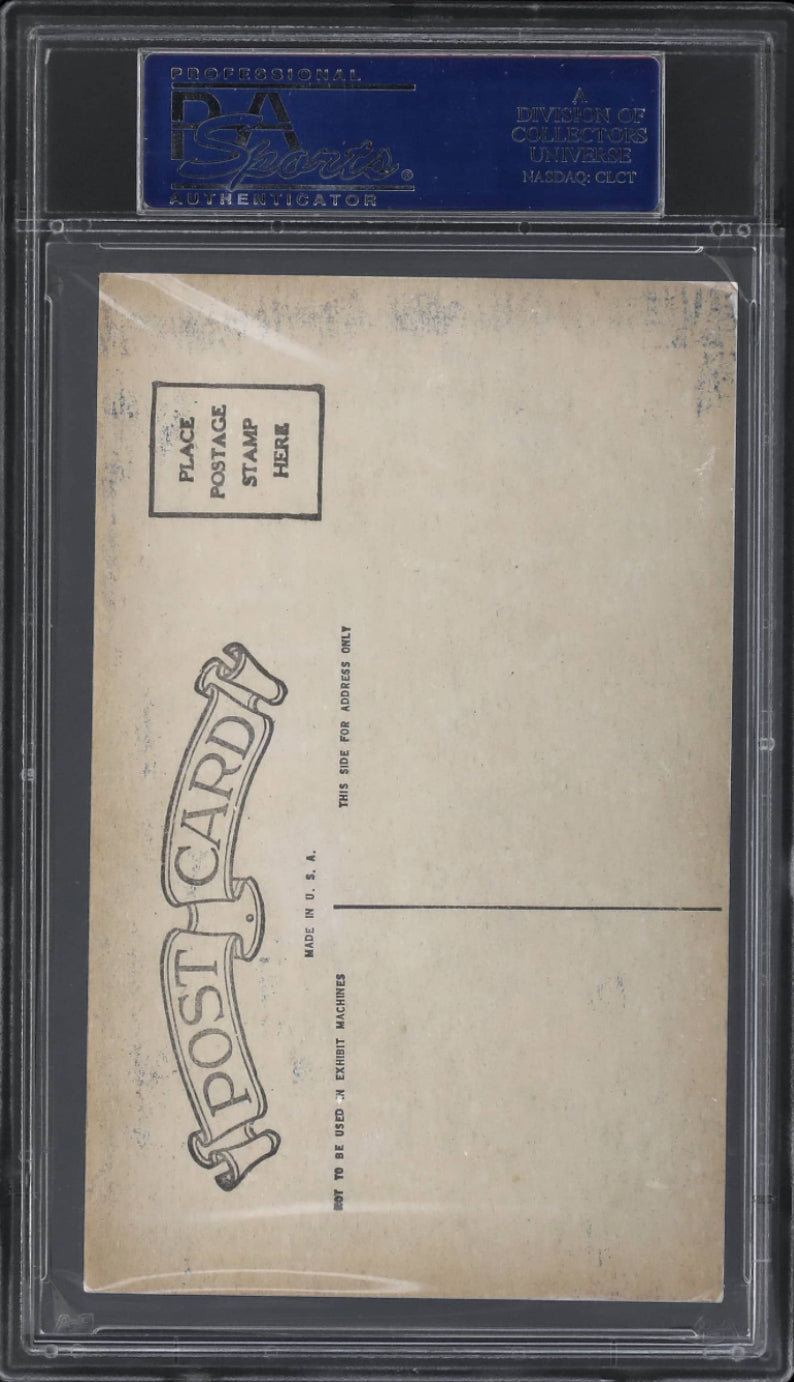 PROFESSIONAL
PSA
Sports®
AUTHENTICATOR
A
DIVISION OF
COLLECTORS
UNIVERSE
NASDAQ: CLCT
PLACE
POSTAGE
STAMP
HERE
POST CARD
MADE IN U. S. A.
NOT TO BE USED IN EXHIBIT MACHINES
THIS SIDE FOR ADDRESS ONLY